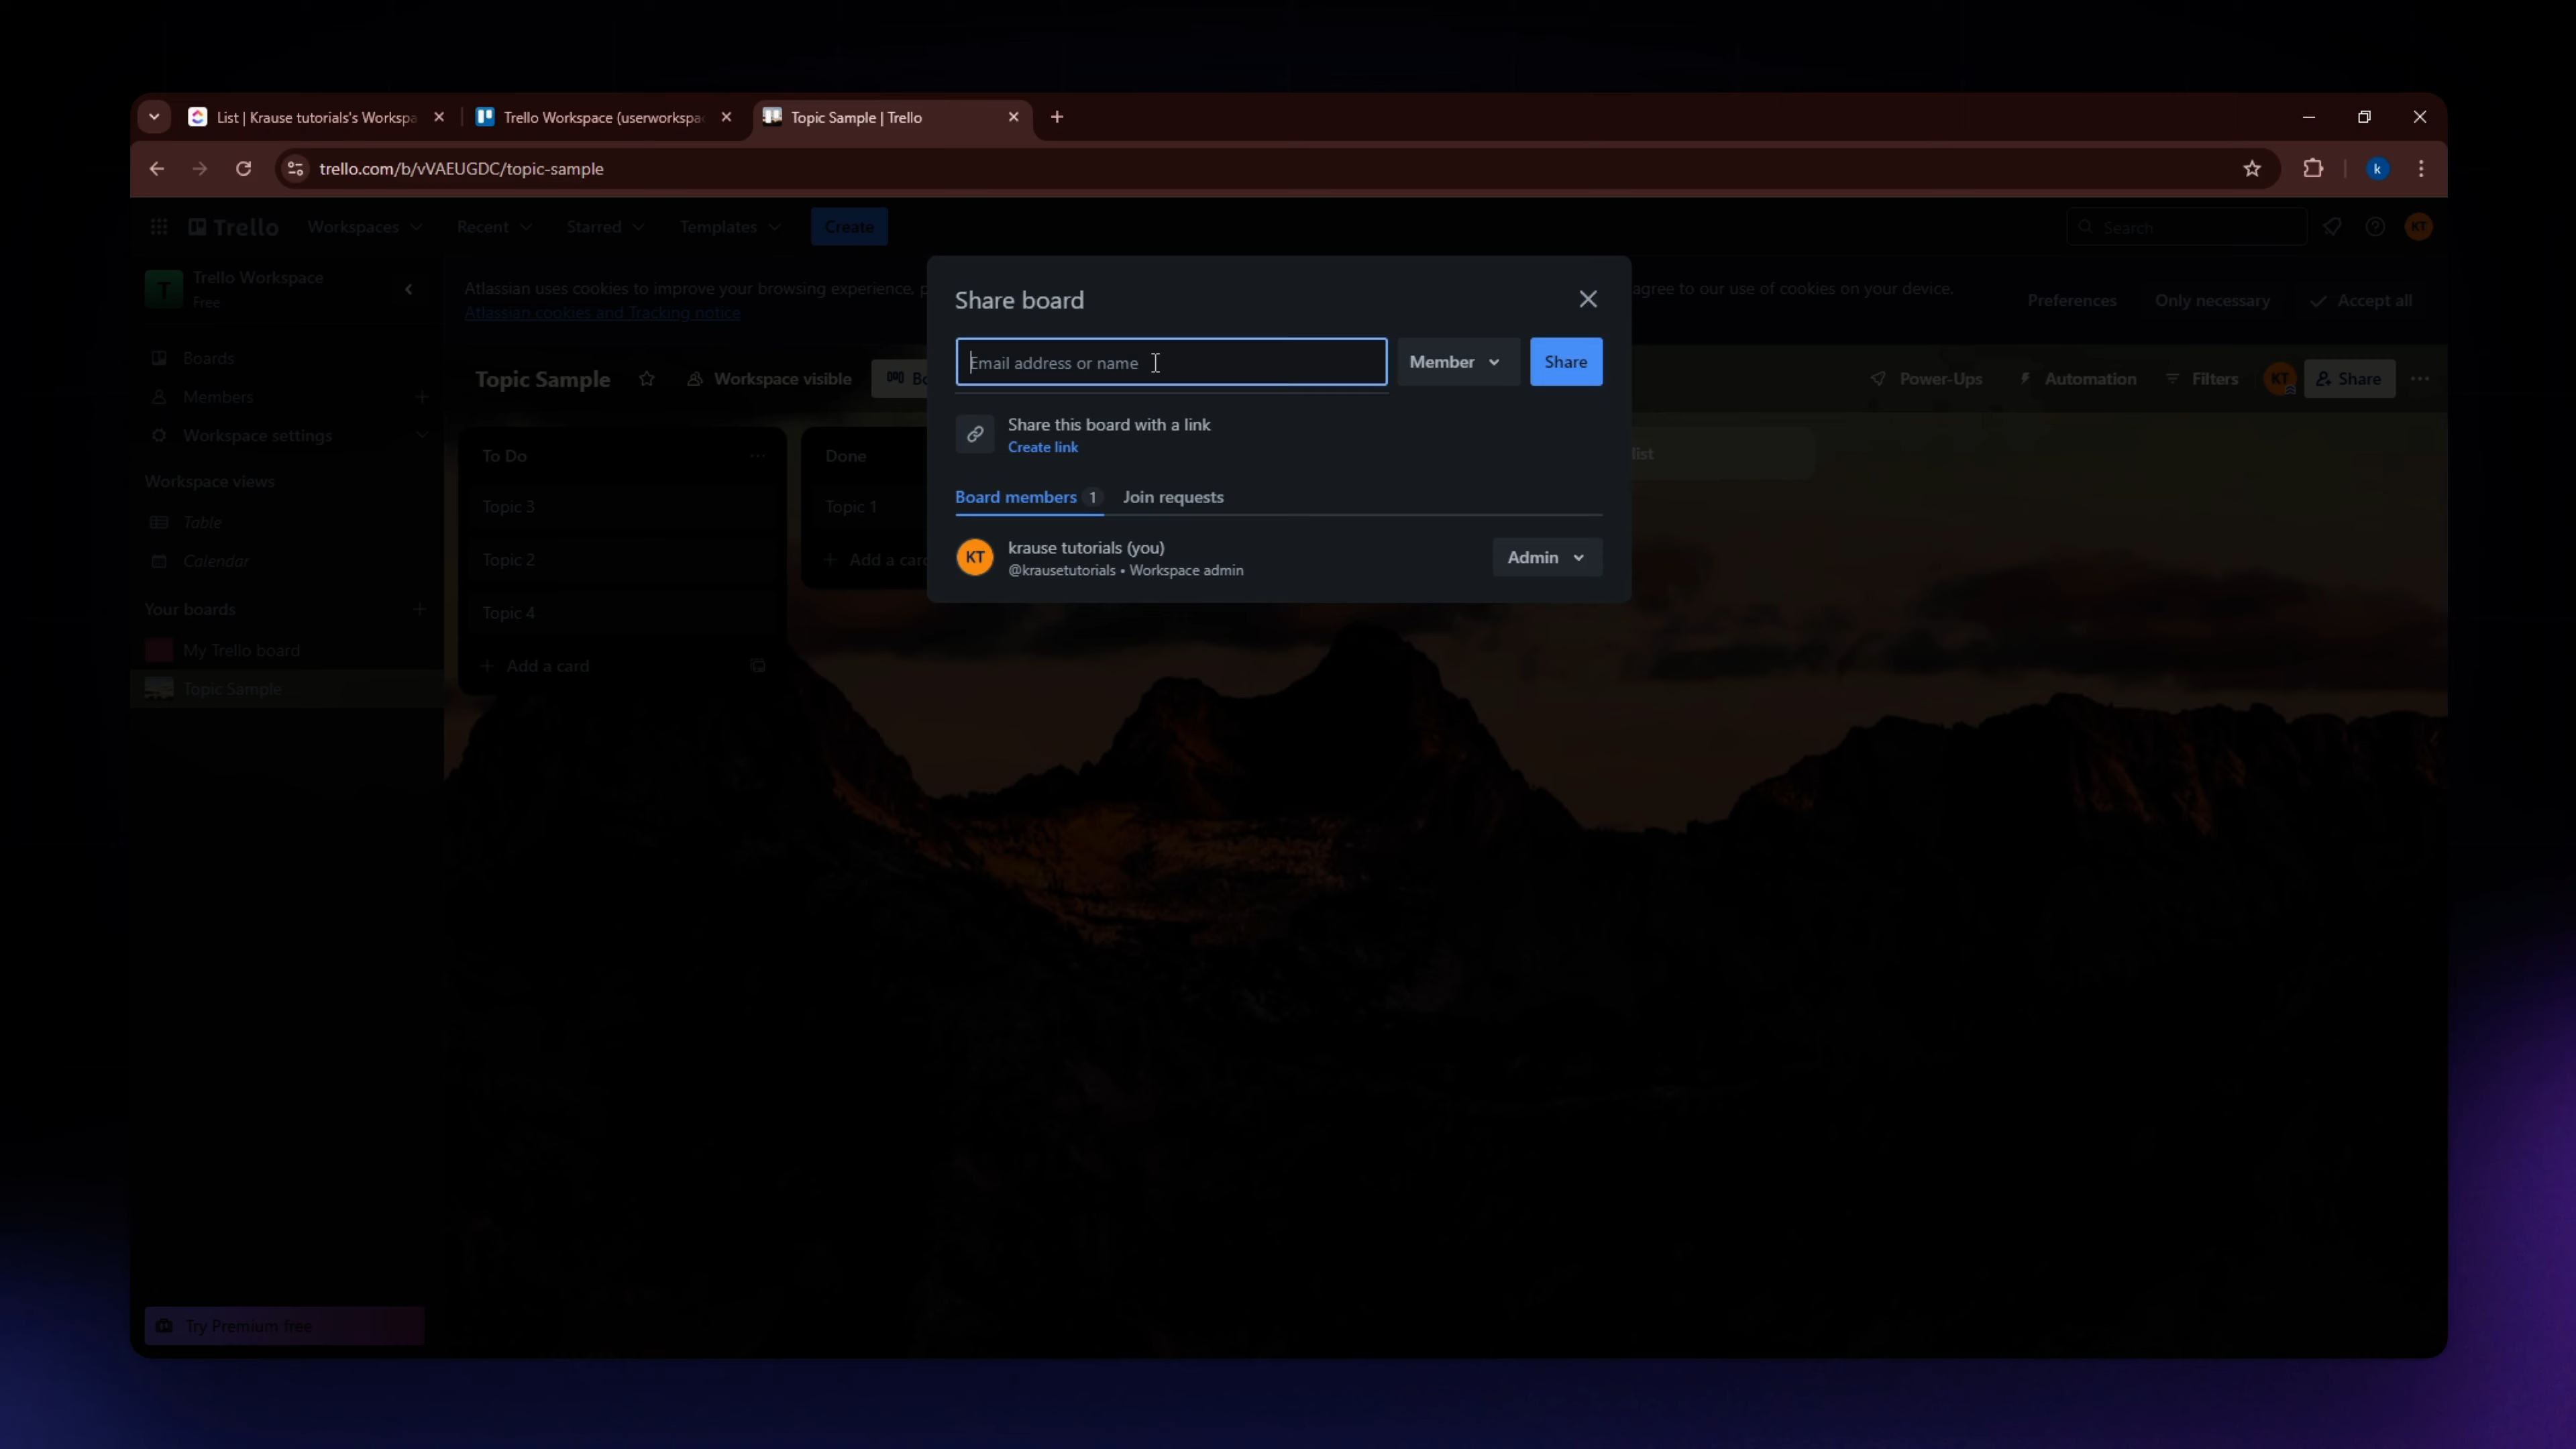 List | Krause tutorials's Workspa
Trello Workspace (userworkspa
Topic Sample | Trello
trello.com/b/vVAEUGDC/topic-sample
k
Trello
Workspaces
Recent
Starred
Templates
Create
Search
KT
T
Trello Workspace
Free
Atlassian uses cookies to improve your browsing experience, p
agree to our use of cookies on your device.
Atlassian cookies and Tracking notice
Preferences
Only necessary
Accept all
Share board
Email address or name
Member
Share
Share this board with a link
Create link
Board members 1
Join requests
KT
krause tutorials (you)
@krausetutorials • Workspace admin
Admin
Boards
Members
Workspace settings
Workspace views
Table
Calendar
Your boards
My Trello board
Topic Sample
Topic Sample
Workspace visible
Bo
Power-Ups
Automation
Filters
KT
Share
To Do
Topic 3
Topic 2
Topic 4
Add a card
Done
Topic 1
Add a card
list
Try Premium free